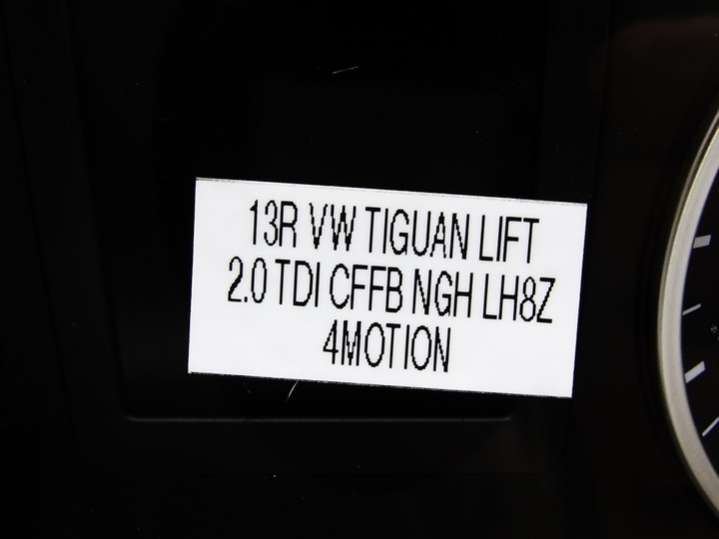 13R VW TIGUAN LIFT
2.0 TDI CFFB NGH LH8Z
4MOTION